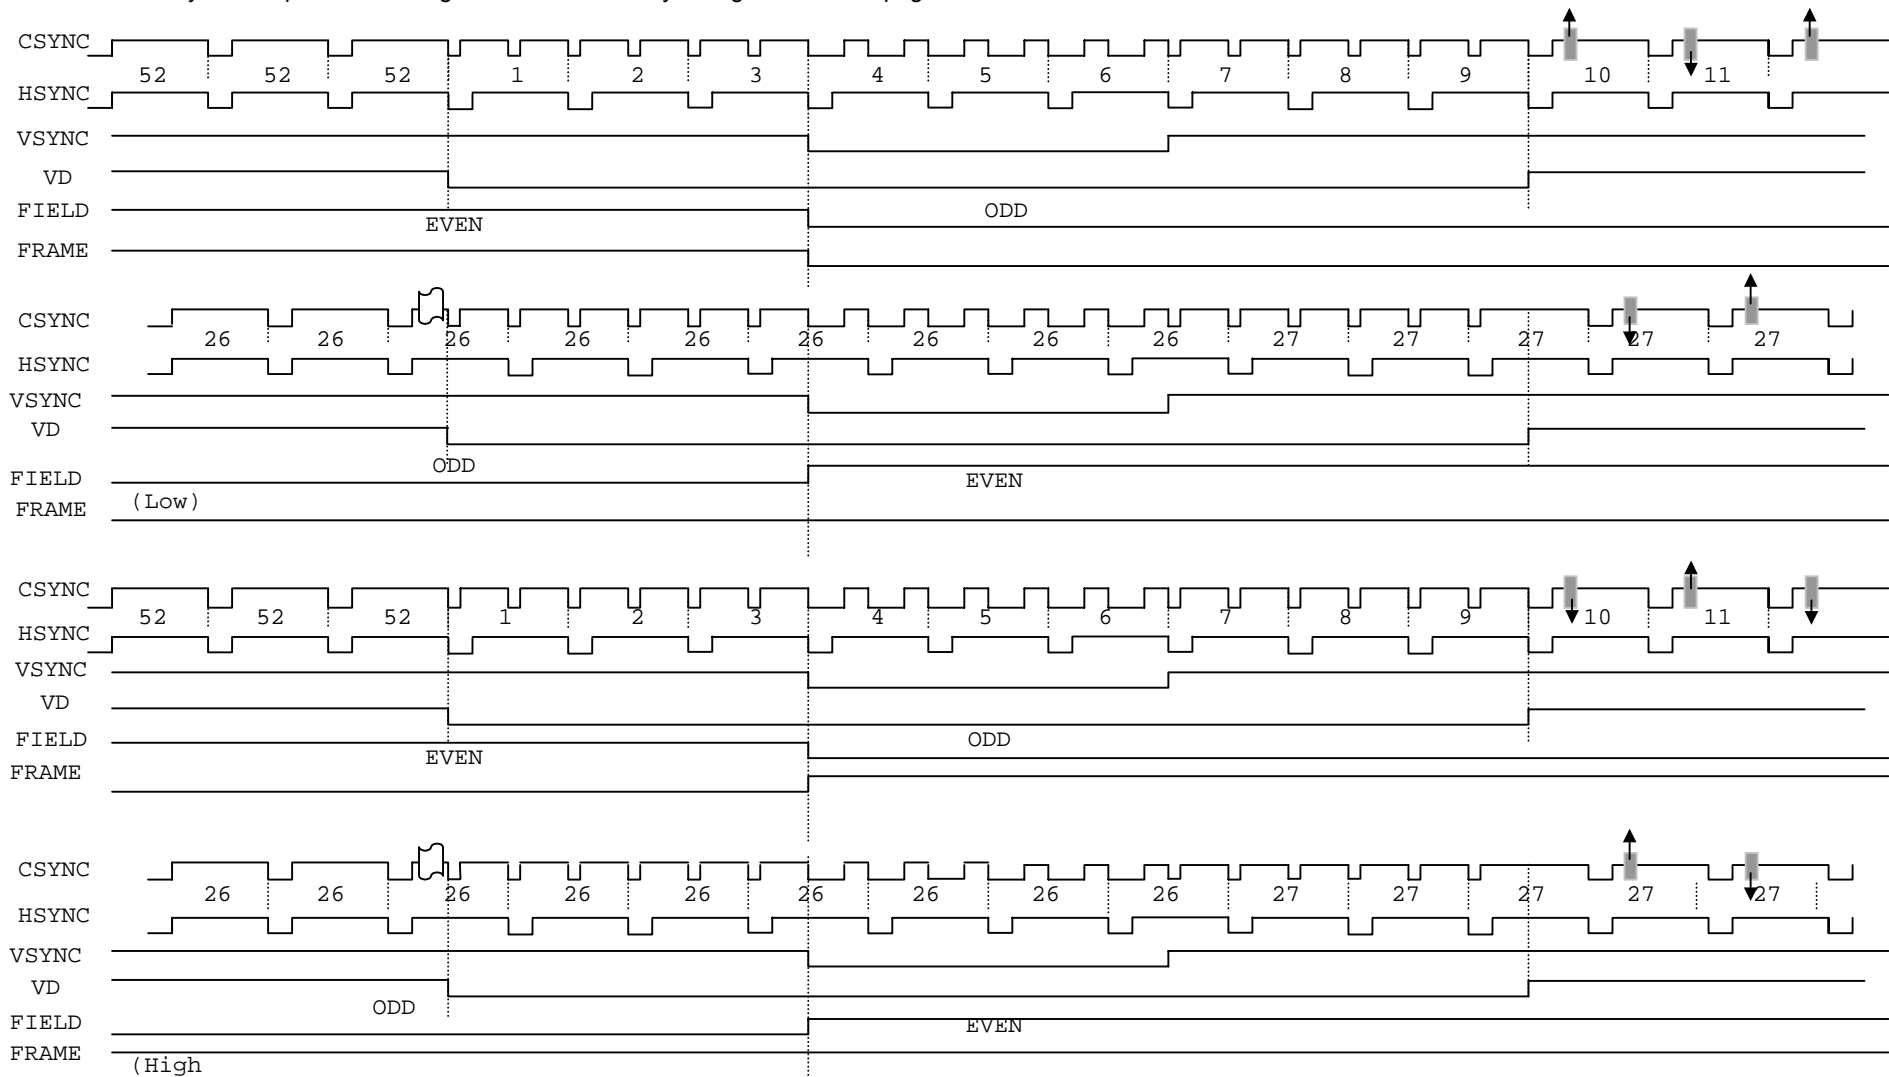 CSYNC
52 52 52 1 2 3 4 5 6 7 8 9 10 11
HSYNC
VSYNC
VD
FIELD EVEN ODD
FRAME
CSYNC
26 26 26 26 26 26 26 26 26 27 27 27 27 27
HSYNC
VSYNC
VD
ODD
FIELD EVEN
(Low)
FRAME
CSYNC
52 52 52 1 2 3 4 5 6 7 8 9 10 11
HSYNC
VSYNC
VD
FIELD ODD
EVEN
FRAME
CSYNC
26 26 26 26 26 26 26 26 26 27 27 27 27 27
HSYNC
VSYNC
VD
ODD
FIELD EVEN
FRAME
(High